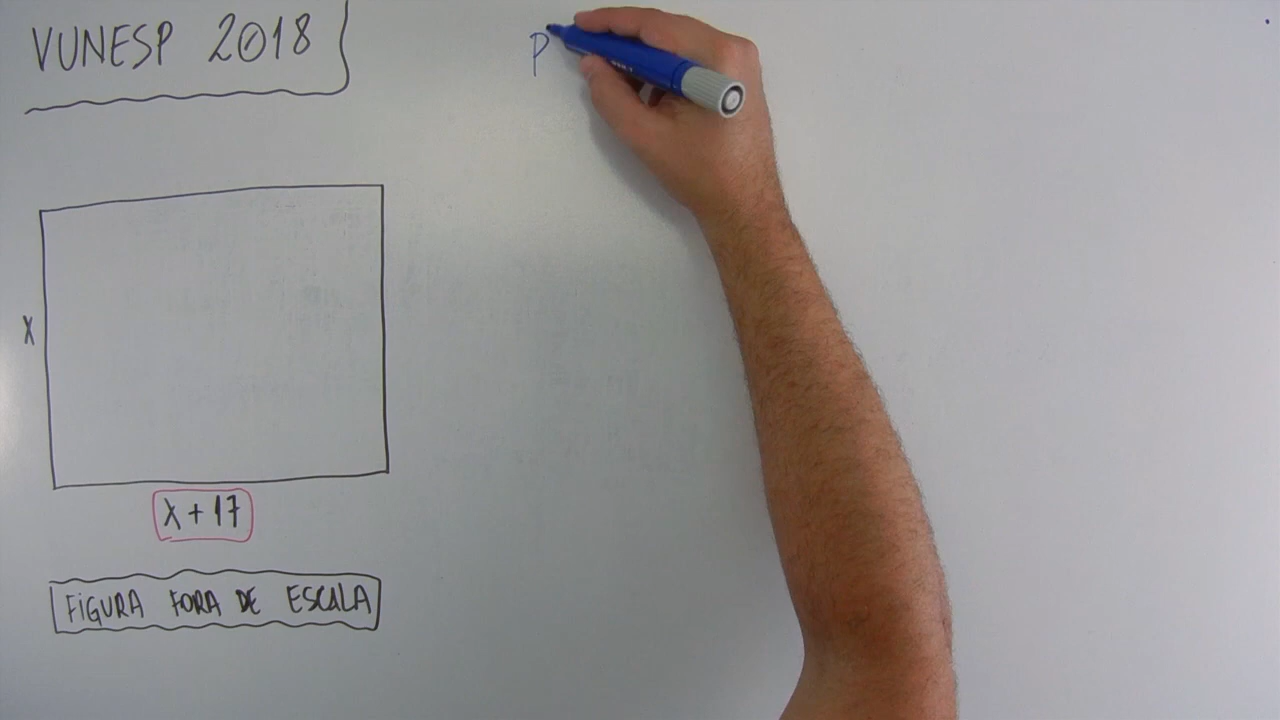 VUNESP 2018
P
X
X + 17
FIGURA FORA DE ESCALA